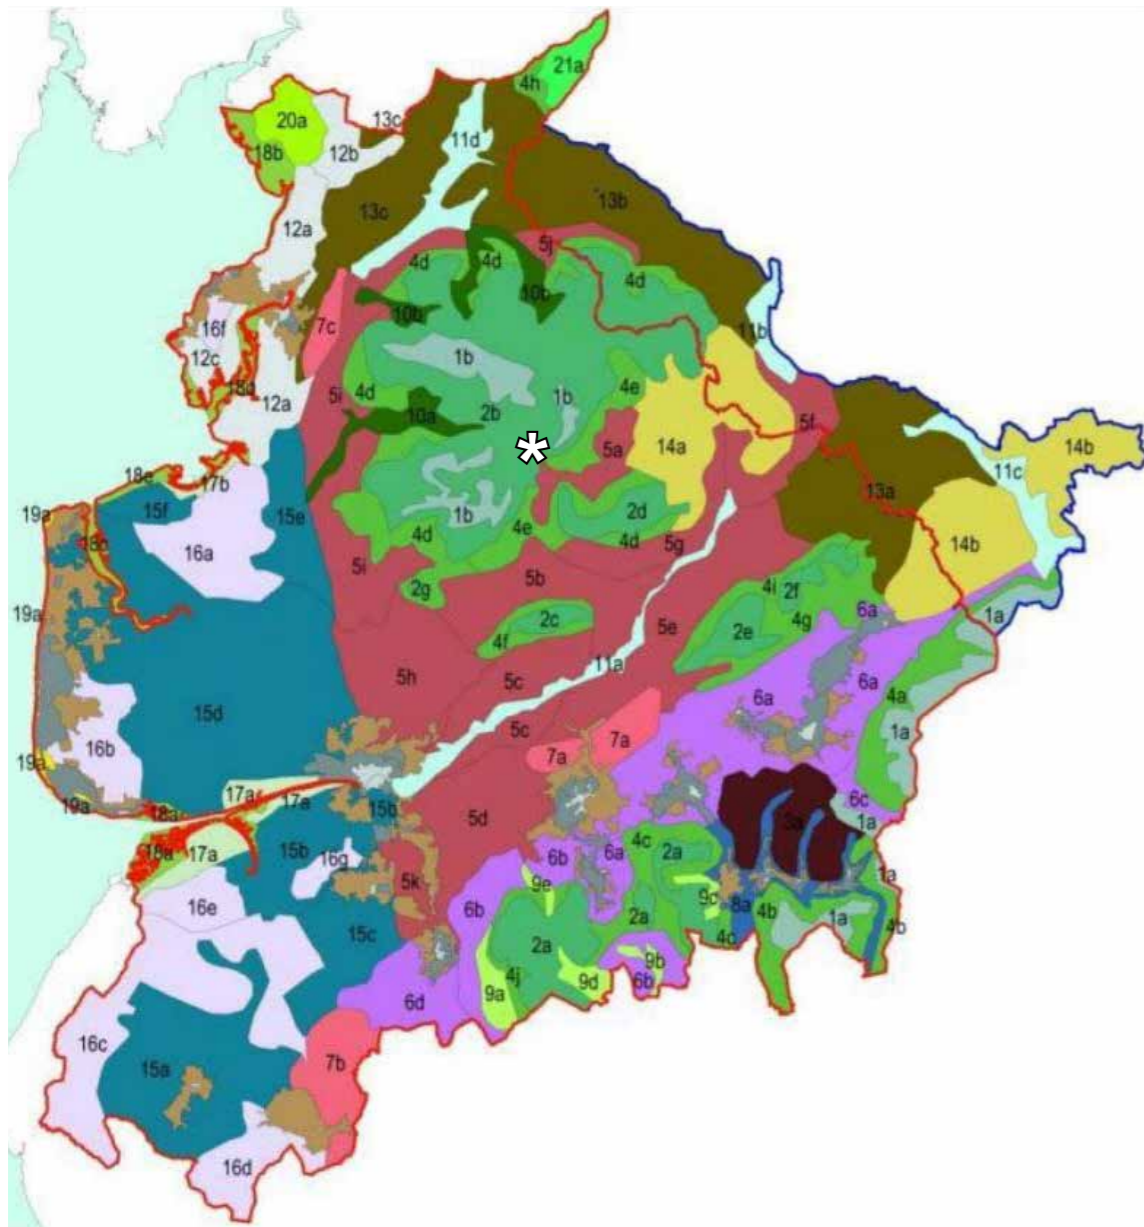 21a
4h
20a
13c
11d
12b
18b
13b
13c
12a
5j
4d
4d
4d
10b
10b
11b
16f
7c
1b
12c
4e
18d
4d
5i
1b
12a
10a
2b
5f
*
5a
14a
14b
18e
17b
11c
13a
19a
15f
15e
1b
2d
18c
4d
4e
4d
16a
5g
14b
5i
5b
4i
2g
2f
19a
2c
6a
1a
4g
4f
5e
2e
11a
5h
5c
6a
6a
4a
15d
16b
5c
1a
7a
7a
19a
17a
17a
6c
19a
18a
15b
1a
5d
3a
18a
17a
15b
4c
6b
6a
2a
16g
1a
5k
9e
9c
16e
8a
4b
2a
1a
4b
6b
15c
2a
4c
9b
4j
9d
6b
9a
6d
16c
7b
15a
16d